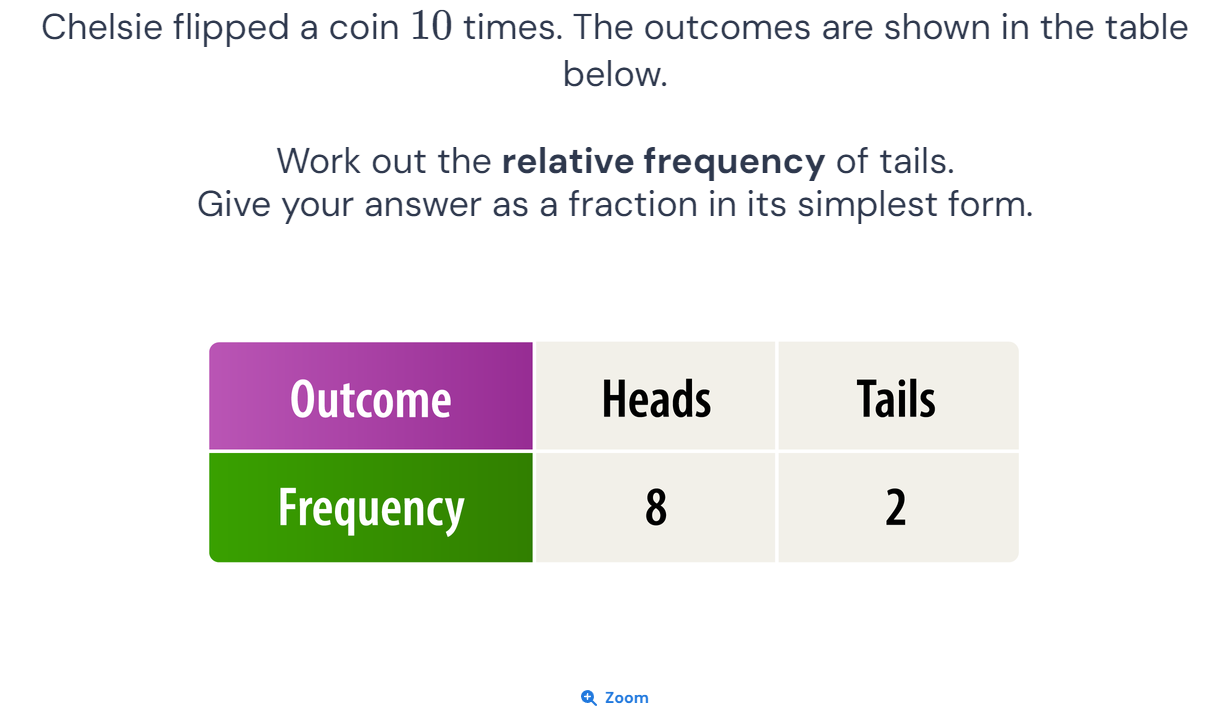 Chelsie flipped a coin 10 times. The outcomes are shown in the table
below.
Work out the relative frequency of tails.
Give your answer as a fraction in its simplest form.
Outcome Heads Tails
Frequency 8 2
Zoom